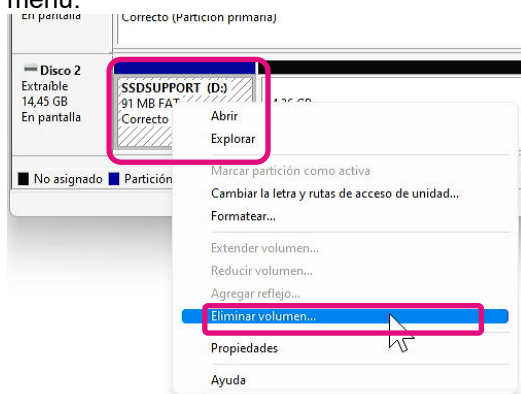 menú.
En pantalla
Correcto (Partición primaria)
Disco 2
Extraíble
14,45 GB
En pantalla
SSDSUPPORT (D:)
91 MB FAT
Correcto
Abrir
Explorar
Marcar partición como activa
Cambiar la letra y rutas de acceso de unidad...
Formatear...
Extender volumen...
Reducir volumen...
Agregar reflejo...
Eliminar volumen...
Propiedades
Ayuda
No asignado
Partición